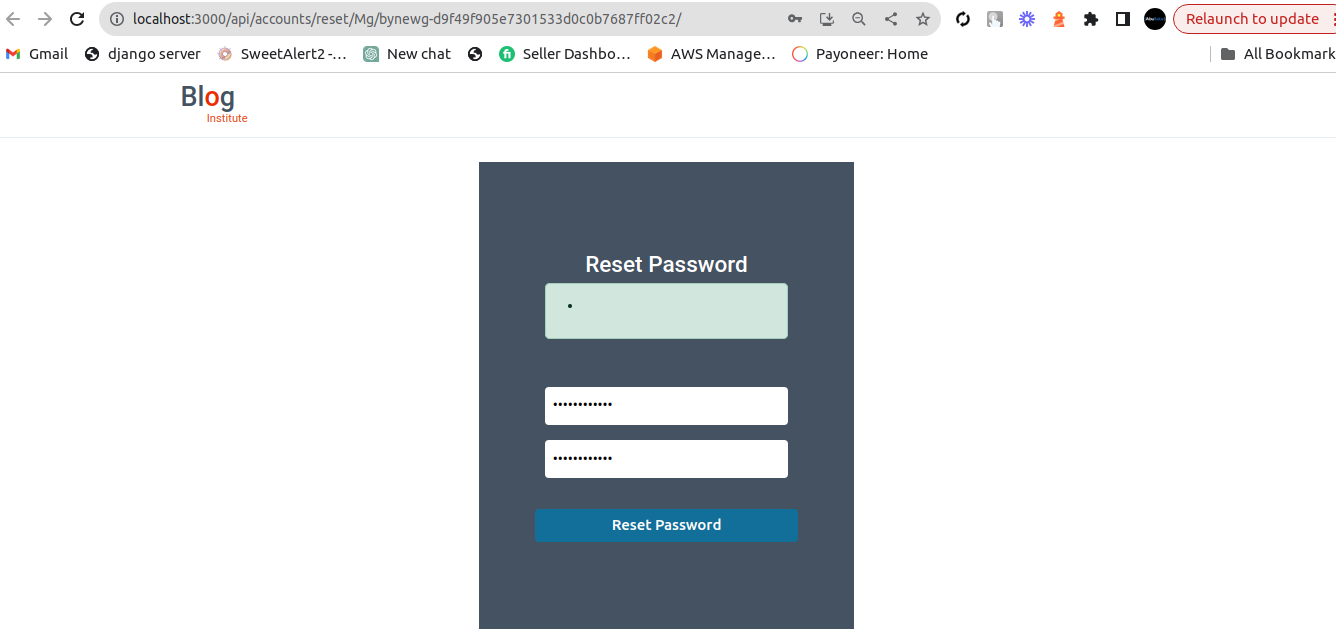 localhost:3000/api/accounts/reset/Mg/bynewg-d9f49f905e7301533d0c0b7687ff02c2/
Relaunch to update
Gmail django server SweetAlert2 -… New chat Seller Dashbo… AWS Manage… Payoneer: Home All Bookmark
Blog
Institute
Reset Password
••••••••••••
••••••••••••
Reset Password